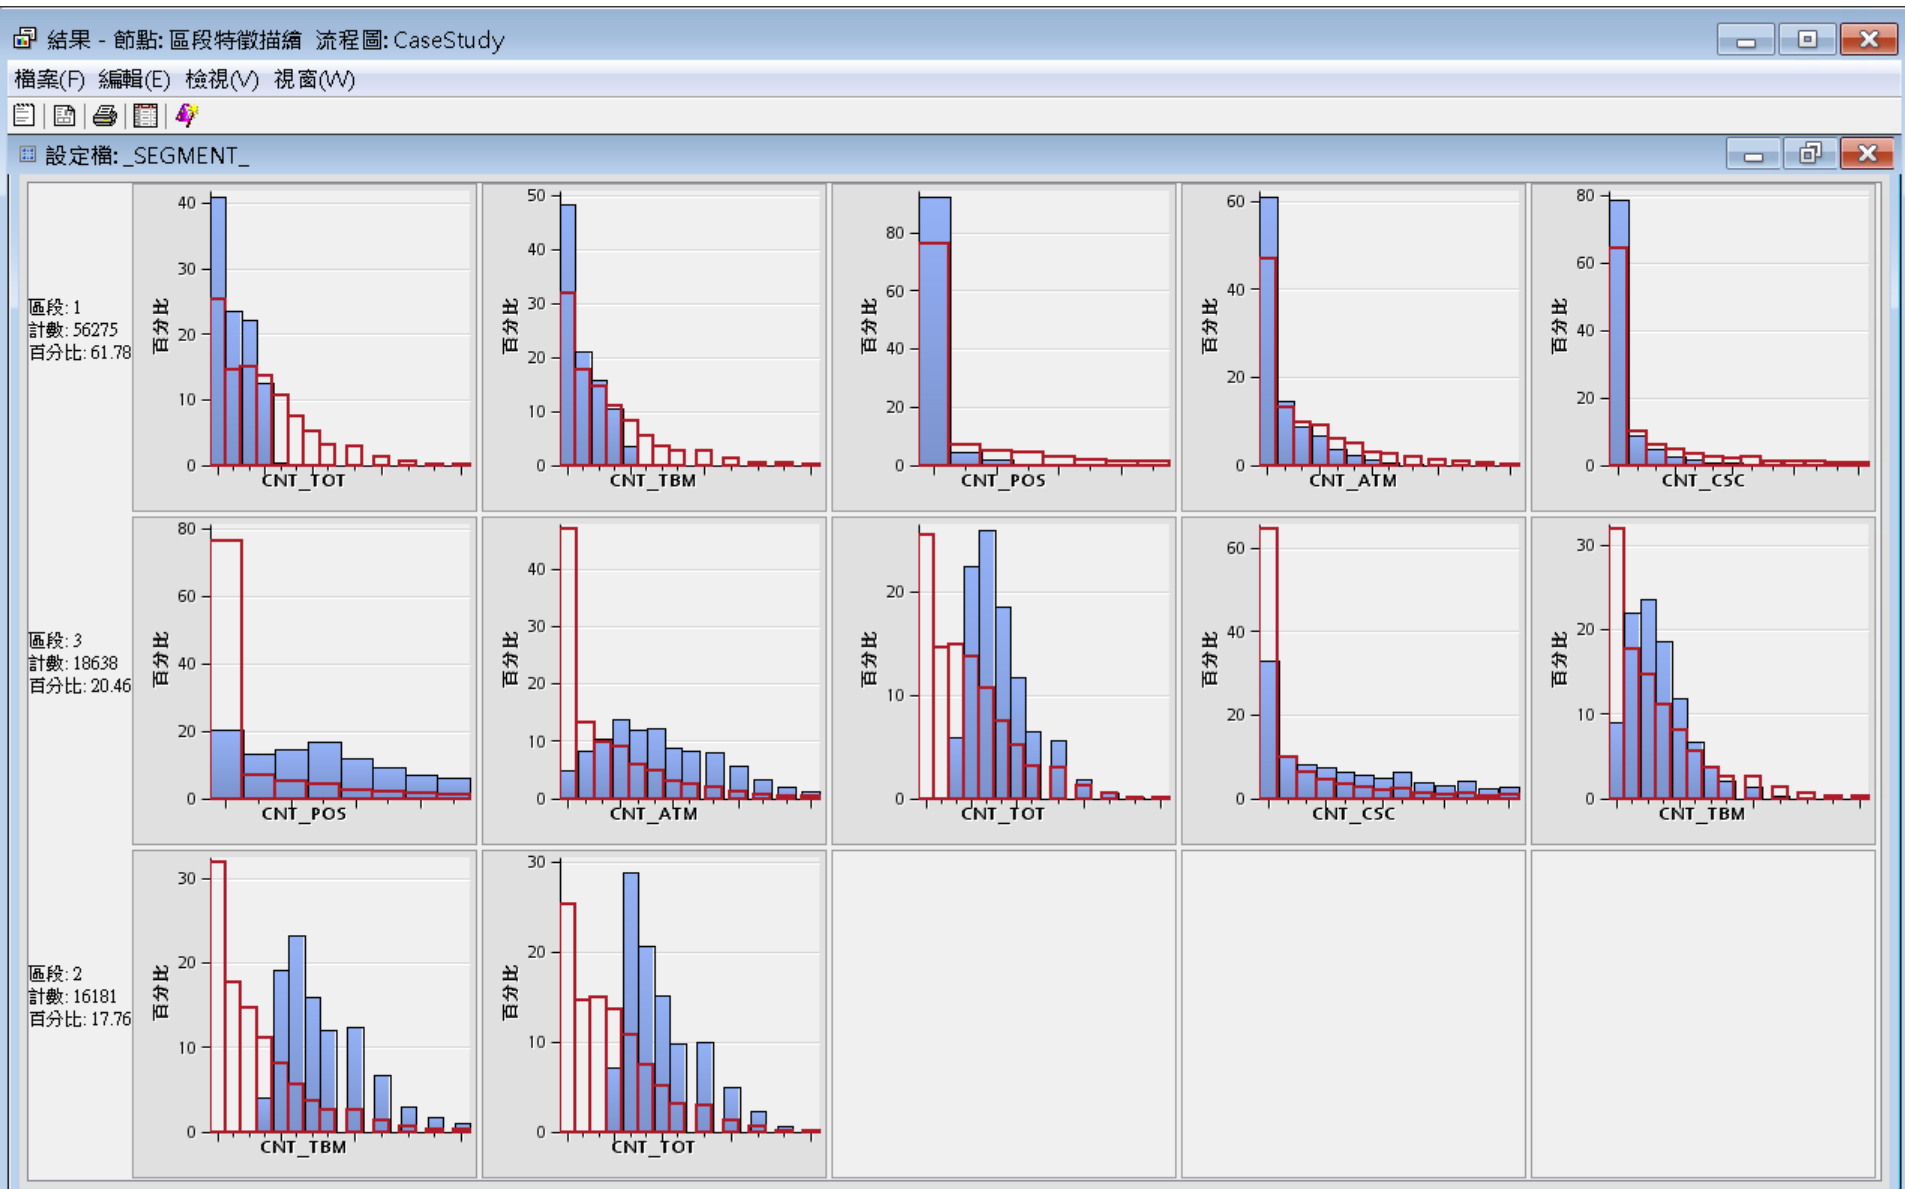 結果 - 節點: 區段特徵描繪 流程圖: CaseStudy
檔案(F) 編輯(E) 檢視(V) 視窗(W)
設定檔: _SEGMENT_
區段: 1
計數: 56275
百分比: 61.78
百分比
40
30
20
10
0
CNT_TOT
百分比
50
40
30
20
10
0
CNT_TBM
百分比
80
60
40
20
0
CNT_POS
百分比
60
40
20
0
CNT_ATM
百分比
80
60
40
20
0
CNT_CSC
區段: 3
計數: 18638
百分比: 20.46
百分比
80
60
40
20
0
CNT_POS
百分比
40
30
20
10
0
CNT_ATM
百分比
20
10
0
CNT_TOT
百分比
60
40
20
0
CNT_CSC
百分比
30
20
10
0
CNT_TBM
區段: 2
計數: 16181
百分比: 17.76
百分比
30
20
10
0
CNT_TBM
百分比
30
20
10
0
CNT_TOT